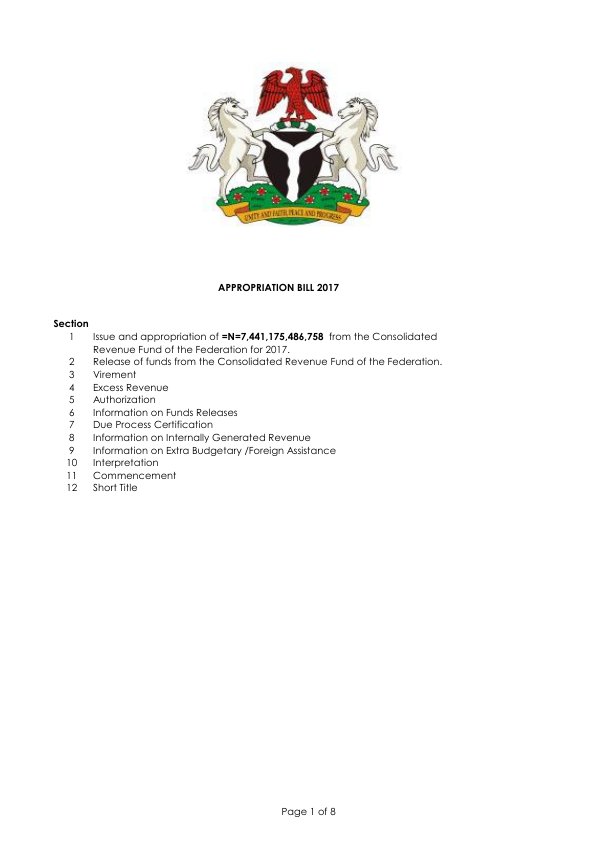 UNITY AND FAITH, PEACE AND PROGRESS
APPROPRIATION BILL 2017
Section
1 Issue and appropriation of =N=7,441,175,486,758 from the Consolidated
Revenue Fund of the Federation for 2017.
2 Release of funds from the Consolidated Revenue Fund of the Federation.
3 Virement
4 Excess Revenue
5 Authorization
6 Information on Funds Releases
7 Due Process Certification
8 Information on Internally Generated Revenue
9 Information on Extra Budgetary /Foreign Assistance
10 Interpretation
11 Commencement
12 Short Title
Page 1 of 8